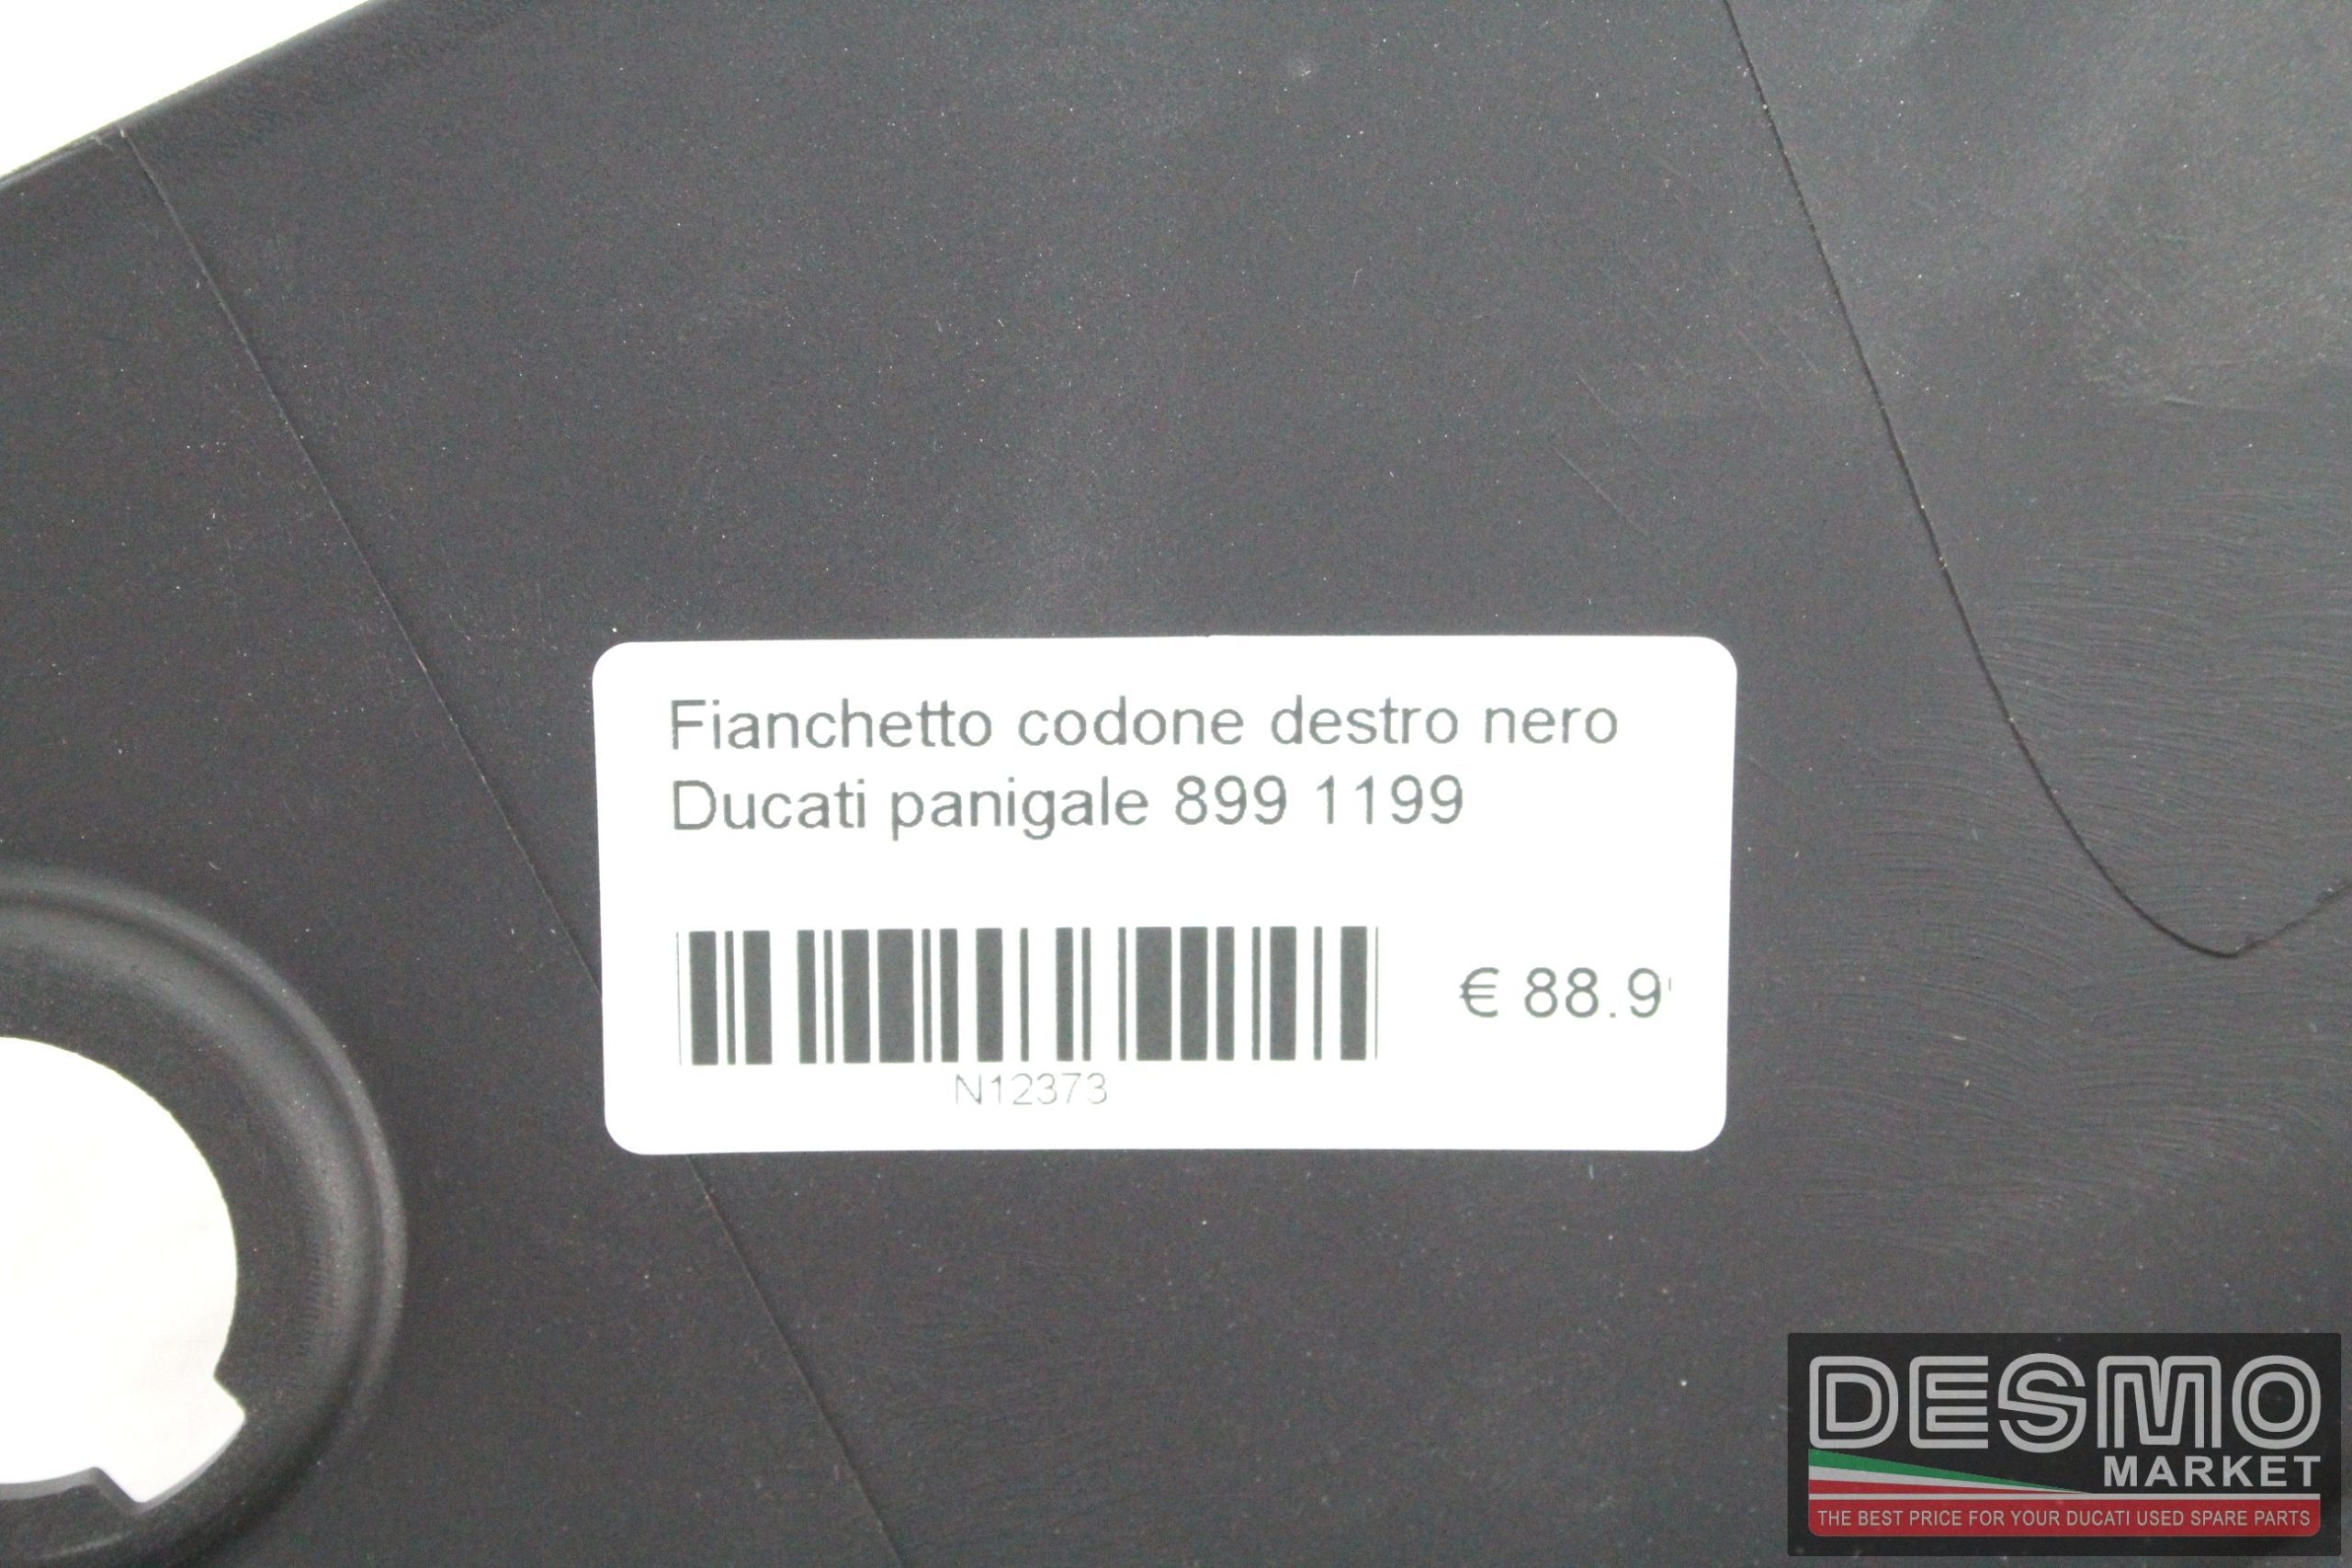 Fianchetto codone destro nero
Ducati panigale 899 1199
€ 88.9
N12373
DESMO
MARKET
THE BEST PRICE FOR YOUR DUCATI USED SPARE PARTS